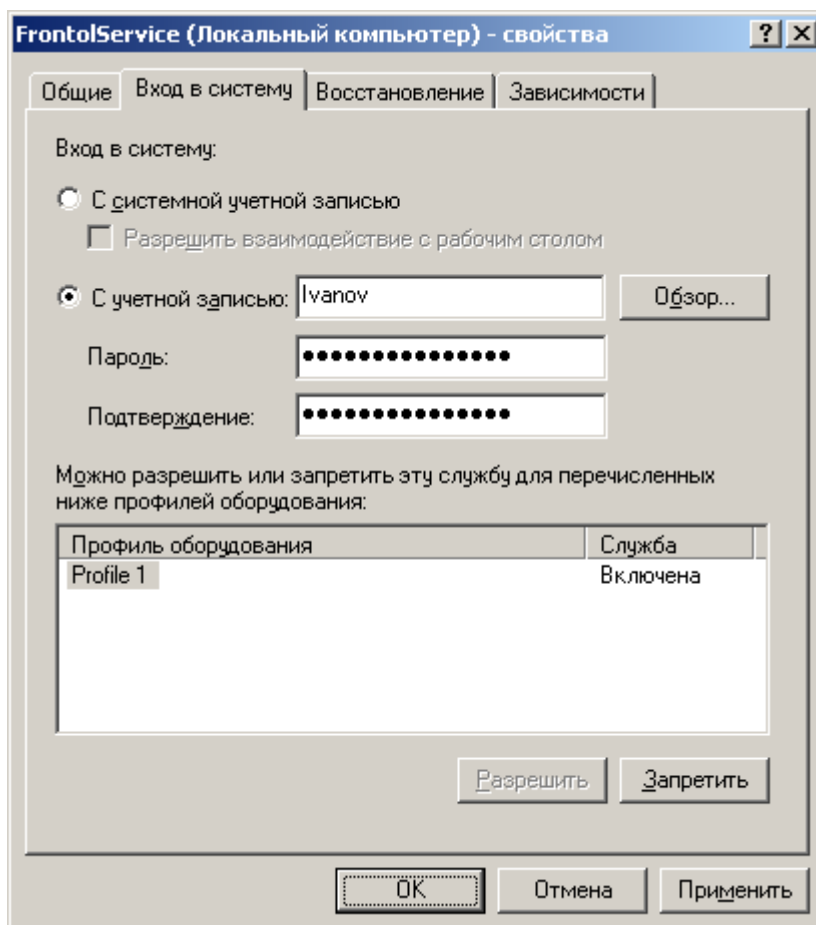 FrontolService (Локальный компьютер) - свойства
? X
Общие Вход в систему Восстановление Зависимости
Вход в систему:
С системной учетной записью
Разрешить взаимодействие с рабочим столом
С учетной записью: Ivanov Обзор...
Пароль: ●●●●●●●●●●●●●●●
Подтверждение: ●●●●●●●●●●●●●●●
Можно разрешить или запретить эту службу для перечисленных
ниже профилей оборудования:
Профиль оборудования Служба
Profile 1 Включена
Разрешить Запретить
OK Отмена Применить